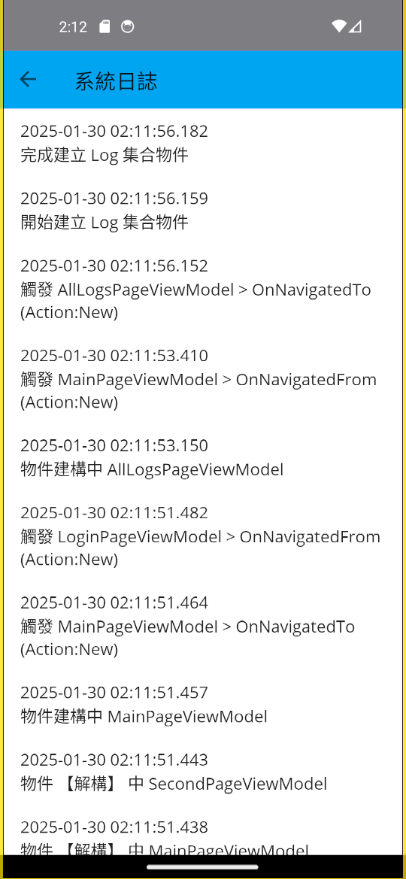 2:12
系統日誌
2025-01-30 02:11:56.182
完成建立 Log 集合物件
2025-01-30 02:11:56.159
開始建立 Log 集合物件
2025-01-30 02:11:56.152
觸發 AllLogsPageViewModel > OnNavigatedTo
(Action:New)
2025-01-30 02:11:53.410
觸發 MainPageViewModel > OnNavigatedFrom
(Action:New)
2025-01-30 02:11:53.150
物件建構中 AllLogsPageViewModel
2025-01-30 02:11:51.482
觸發 LoginPageViewModel > OnNavigatedFrom
(Action:New)
2025-01-30 02:11:51.464
觸發 MainPageViewModel > OnNavigatedTo
(Action:New)
2025-01-30 02:11:51.457
物件建構中 MainPageViewModel
2025-01-30 02:11:51.443
物件 【解構】 中 SecondPageViewModel
2025-01-30 02:11:51.438
物件 【解構】 中 MainPageViewModel